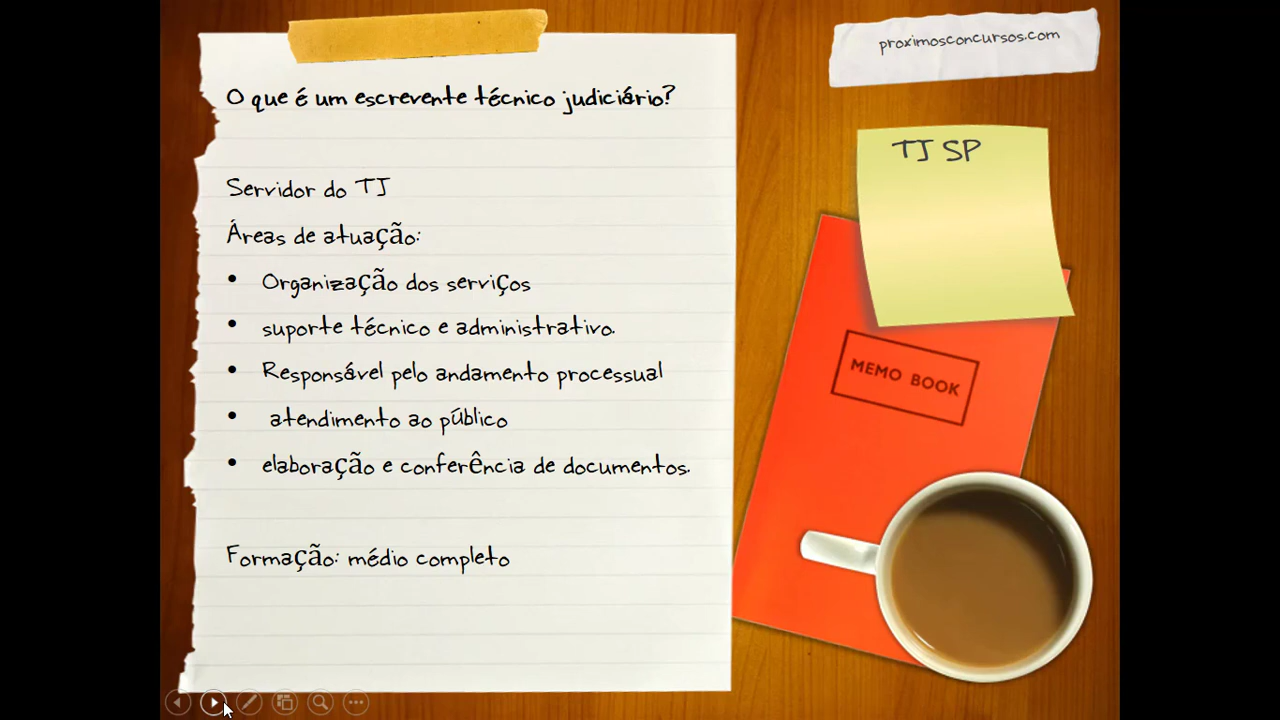 O que é um escrevente técnico judiciário?
Servidor do TJ
Áreas de atuação:
• Organização dos serviços
• suporte técnico e administrativo.
• Responsável pelo andamento processual
• atendimento ao público
• elaboração e conferência de documentos.
Formação: médio completo
proximosconcursos.com
TJ SP
MEMO BOOK